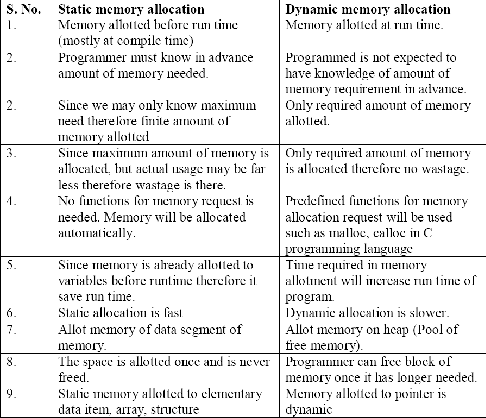 S. No. Static memory allocation Dynamic memory allocation
1. Memory allotted before run time Memory allotted at run time.
(mostly at compile time)
2. Programmer must know in advance Programmed is not expected to
amount of memory needed. have knowledge of amount of
memory requirement in advance.
2. Since we may only know maximum Only required amount of memory
need therefore finite amount of allotted.
memory allotted
3. Since maximum amount of memory is Only required amount of memory
allocated, but actual usage may be far is allocated therefore no wastage.
less therefore wastage is there.
4. No functions for memory request is Predefined functions for memory
needed. Memory will be allocated allocation request will be used
automatically. such as malloc, calloc in C
programming language
5. Since memory is already allotted to Time required in memory
variables before runtime therefore it allotment will increase run time of
save run time. program.
6. Static allocation is fast Dynamic allocation is slower.
7. Allot memory of data segment of Allot memory on heap (Pool of
memory. free memory).
8. The space is allotted once and is never Programmer can free block of
freed. memory once it has longer needed.
9. Static memory allotted to elementary Memory allotted to pointer is
data item, array, structure dynamic